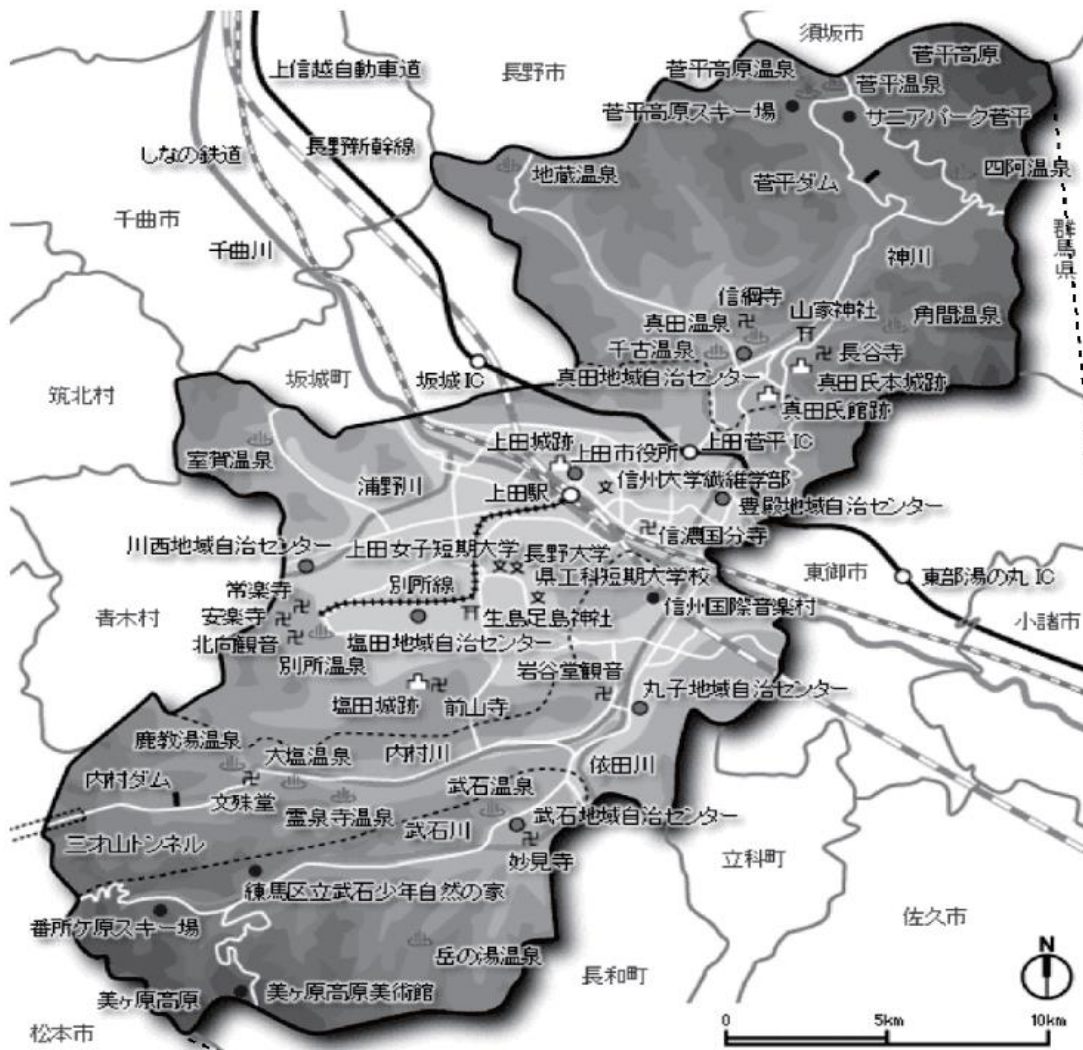 須坂市
菅平高原
上信越自動車道
長野市
菅平高原温泉
菅平温泉
菅平高原スキー場
サニアパーク菅平
しなの鉄道
長野新幹線
地蔵温泉
菅平ダム
四阿温泉
千曲市
千曲川
神川
群馬県
信綱寺
山家神社
真田温泉
角間温泉
千古温泉
長谷寺
坂城町
坂城IC
真田地域自治センター
真田氏本城跡
筑北村
真田氏館跡
上田城跡
上田市役所
上田菅平IC
室賀温泉
浦野川
上田駅
信州大学繊維学部
豊殿地域自治センター
川西地域自治センター
上田女子短期大学
長野大学
信濃国分寺
常楽寺
別所線
県工科短期大学校
東御市
東部湯の丸IC
青木村
安楽寺
生島足島神社
信州国際音楽村
小諸市
北向観音
塩田地域自治センター
別所温泉
岩谷堂観音
塩田城跡
前山寺
丸子地域自治センター
鹿教湯温泉
大塩温泉
内村川
依田川
内村ダム
文殊堂
武石温泉
霊泉寺温泉
武石川
武石地域自治センター
三才山トンネル
妙見寺
立科町
練馬区立武石少年自然の家
番所ケ原スキー場
佐久市
岳の湯温泉
長和町
N
美ヶ原高原
美ヶ原高原美術館
松本市
0 5km 10km